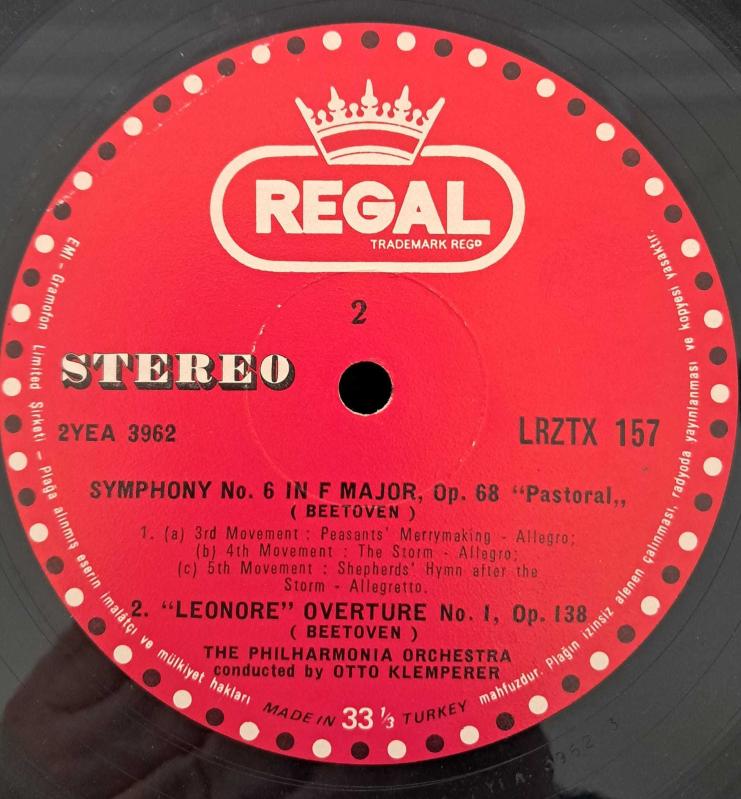 REGAL
TRADEMARK REGD
2
STEREO
2YEA 3962
LRZTX 157
SYMPHONY No. 6 IN F MAJOR, Op. 68 “Pastoral„
( BEETOVEN )
1. (a) 3rd Movement : Peasants' Merrymaking - Allegro;
(b) 4th Movement : The Storm - Allegro;
(c) 5th Movement : Shepherds' Hymn after the
Storm - Allegretto.
2. “LEONORE” OVERTURE No. 1, Op. 138
( BEETOVEN )
THE PHILHARMONIA ORCHESTRA
conducted by OTTO KLEMPERER
MADE IN 33 ⅓ TURKEY
EMI - Gramofon Limited Şirketi - Plağa alınmış eserin imalâtçı ve mülkiyet hakları mahfuzdur. Plağın izinsiz alenen çalınması, radyoda yayınlanması ve kopyesi yasaktır.